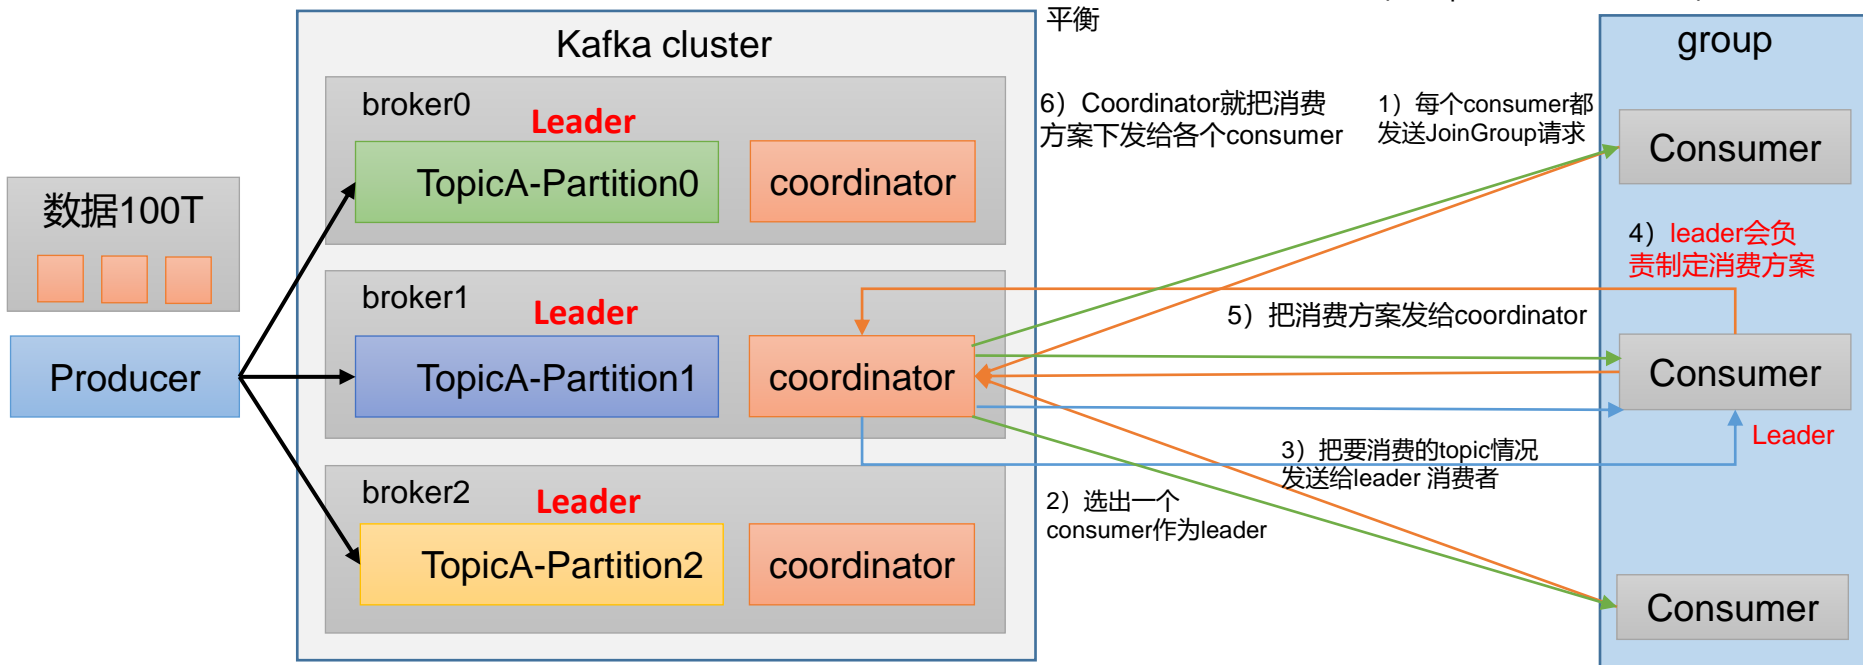 平衡
Kafka cluster
group
broker0
Leader
TopicA-Partition0
coordinator
6）Coordinator就把消费
方案下发给各个consumer
1）每个consumer都
发送JoinGroup请求
Consumer
数据100T
4）leader会负
责制定消费方案
broker1
Leader
5）把消费方案发给coordinator
Producer
TopicA-Partition1
coordinator
Consumer
Leader
3）把要消费的topic情况
发送给leader 消费者
broker2
Leader
2）选出一个
consumer作为leader
TopicA-Partition2
coordinator
Consumer